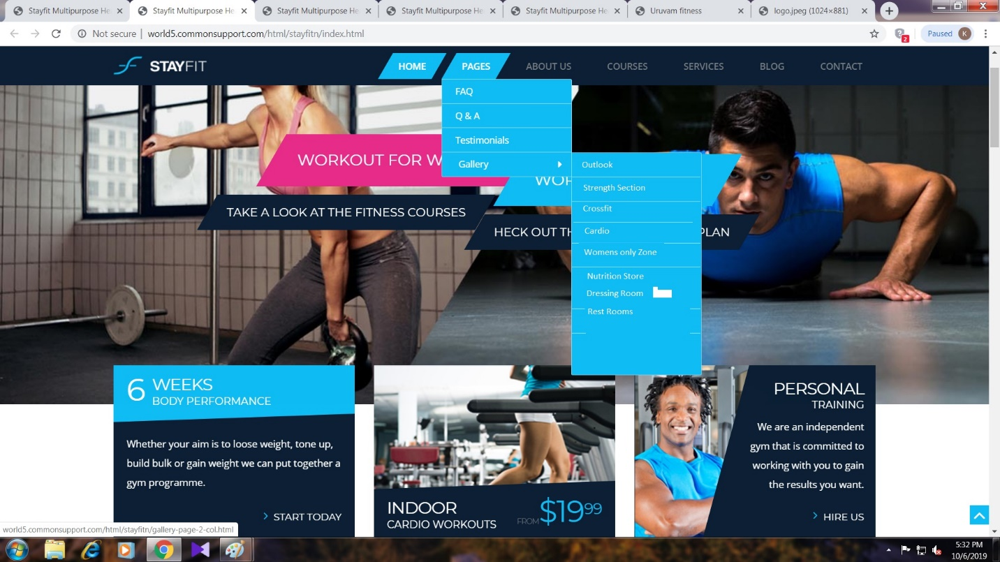 Stayfit Multipurpose He
Stayfit Multipurpose He
Stayfit Multipurpose He
Stayfit Multipurpose He
Stayfit Multipurpose He
Uruvam fitness
logo.jpeg (1024×881)
Not secure | world5.commonsupport.com/html/stayfitn/index.html
2
Paused K
STAYFIT
HOME PAGES ABOUT US COURSES SERVICES BLOG CONTACT
FAQ
Q & A
Testimonials
Gallery
Outlook
Strength Section
Crossfit
Cardio
Womens only Zone
Nutrition Store
Dressing Room
Rest Rooms
WORKOUT FOR W
TAKE A LOOK AT THE FITNESS COURSES
WOR
HECK OUT TH PLAN
6 WEEKS
BODY PERFORMANCE
Whether your aim is to loose weight, tone up,
build bulk or gain weight we can put together a
gym programme.
START TODAY
INDOOR
CARDIO WORKOUTS
FROM $19 99
PERSONAL
TRAINING
We are an independent
gym that is committed to
working with you to gain
the results you want.
HIRE US
world5.commonsupport.com/html/stayfitn/gallery-page-2-col.html
5:32 PM
10/6/2019